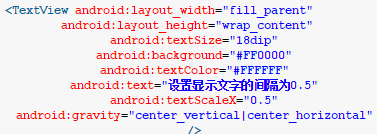 <TextView android:layout_width="fill_parent"
android:layout_height="wrap_content"
android:textSize="18dip"
android:background="#FF0000"
android:textColor="#FFFFFF"
android:text="设置显示文字的间隔为0.5"
android:textScaleX="0.5"
android:gravity="center_vertical|center_horizontal"
/>